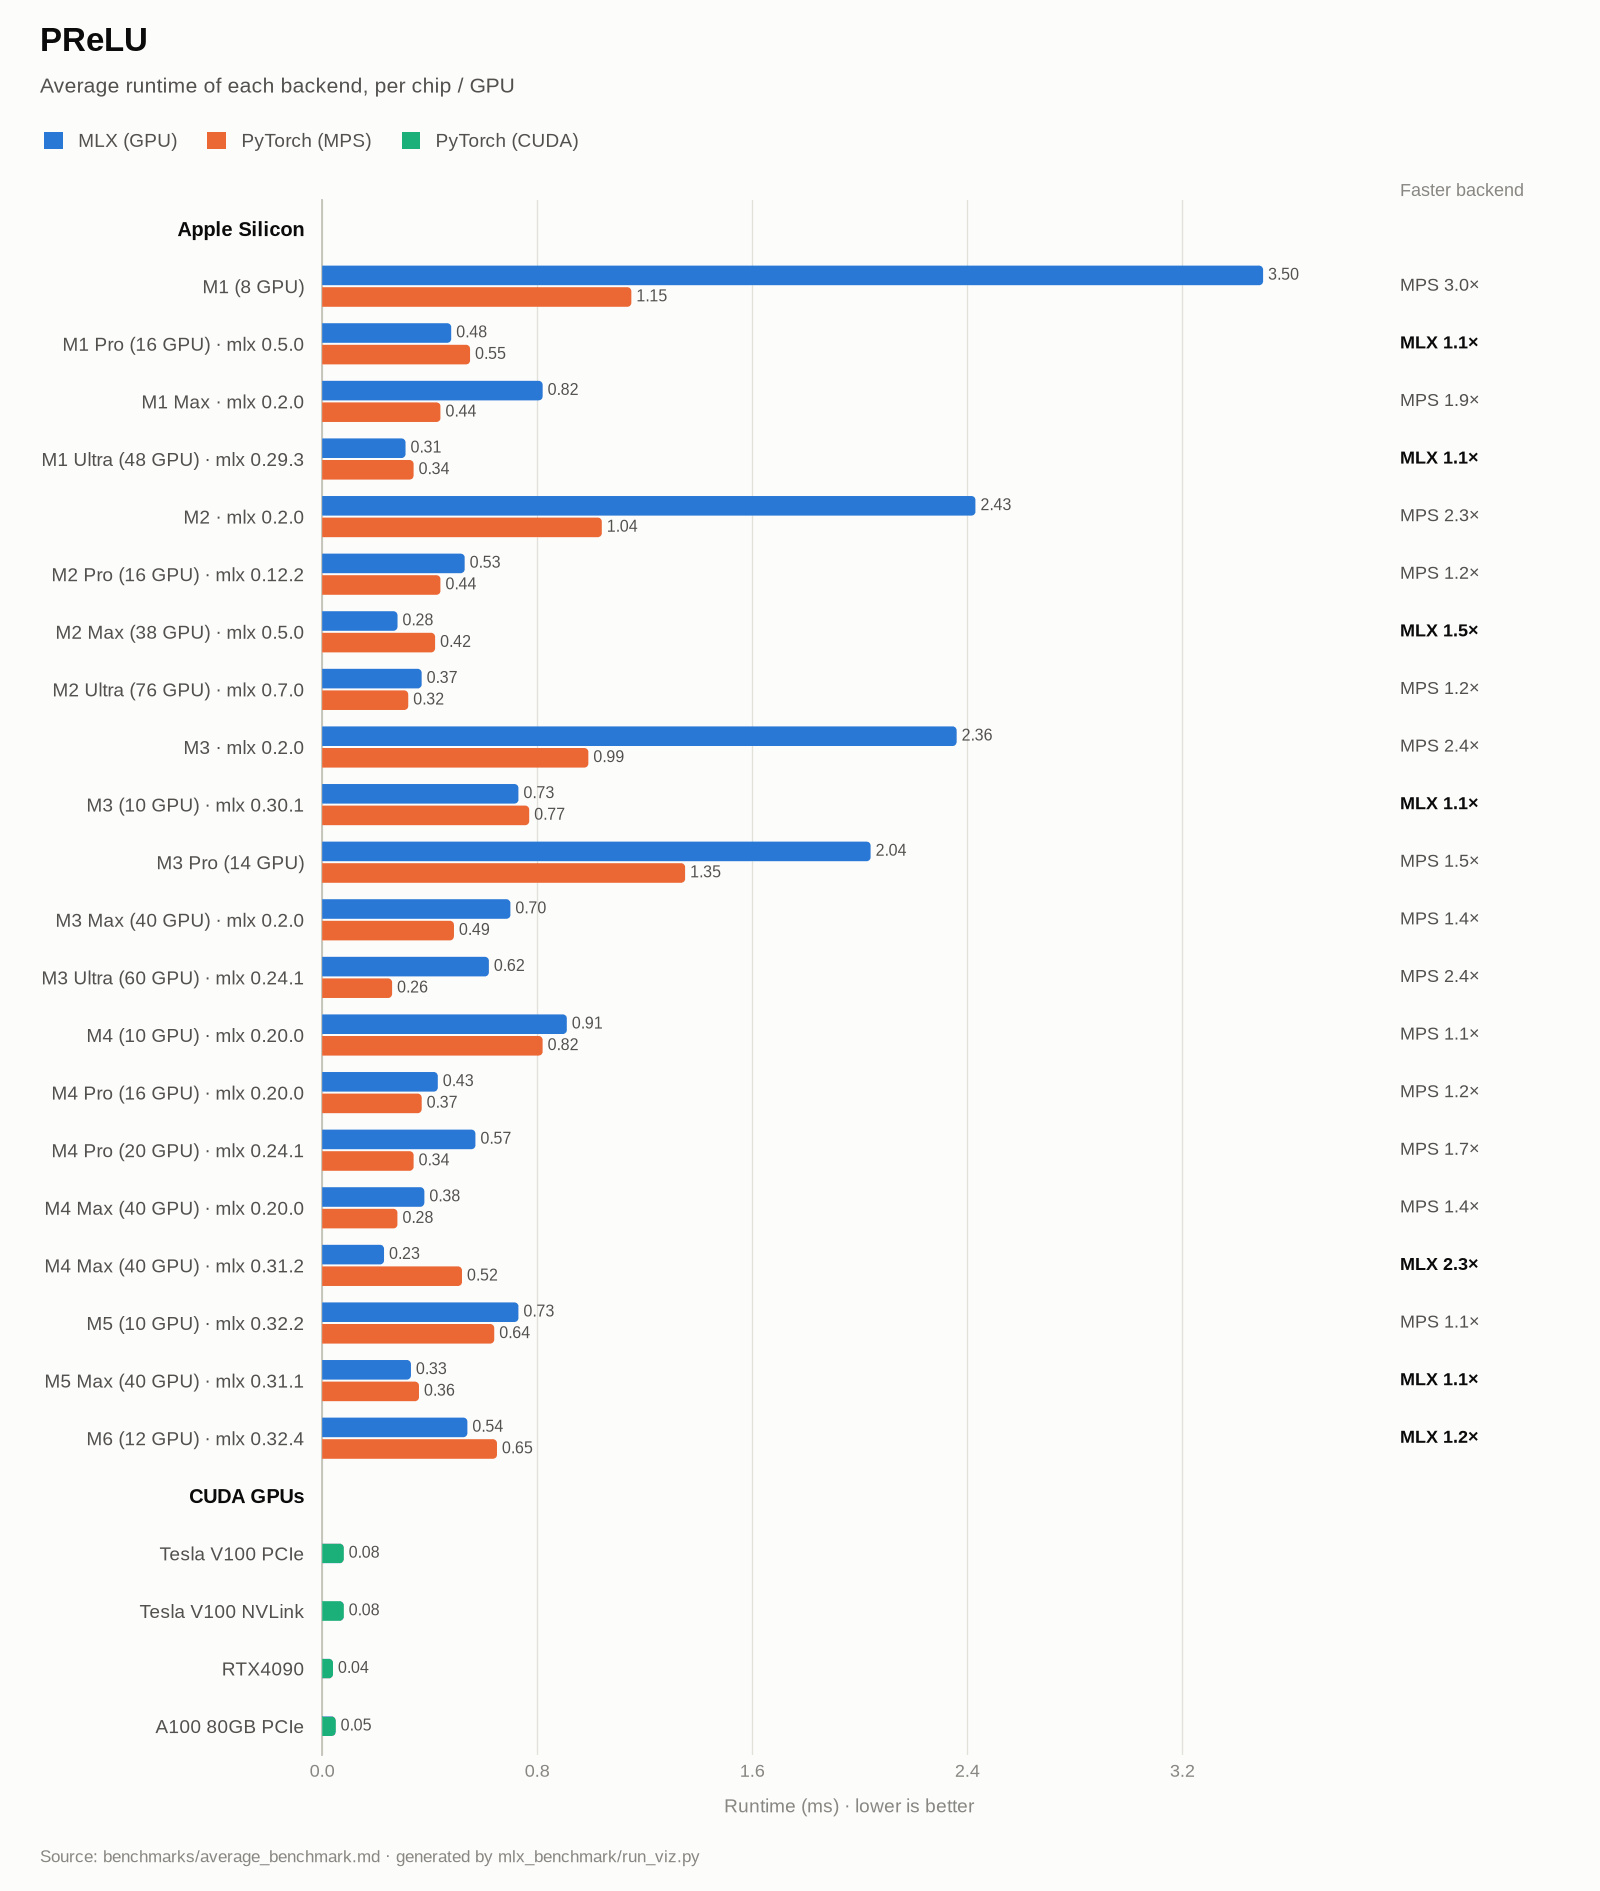 PReLU
Average runtime of each backend, per chip / GPU
MLX (GPU) PyTorch (MPS) PyTorch (CUDA)
Faster backend
Apple Silicon
M1 (8 GPU) 3.50 1.15 MPS 3.0×
M1 Pro (16 GPU) · mlx 0.5.0 0.48 0.55 MLX 1.1×
M1 Max · mlx 0.2.0 0.82 0.44 MPS 1.9×
M1 Ultra (48 GPU) · mlx 0.29.3 0.31 0.34 MLX 1.1×
M2 · mlx 0.2.0 2.43 1.04 MPS 2.3×
M2 Pro (16 GPU) · mlx 0.12.2 0.53 0.44 MPS 1.2×
M2 Max (38 GPU) · mlx 0.5.0 0.28 0.42 MLX 1.5×
M2 Ultra (76 GPU) · mlx 0.7.0 0.37 0.32 MPS 1.2×
M3 · mlx 0.2.0 2.36 0.99 MPS 2.4×
M3 (10 GPU) · mlx 0.30.1 0.73 0.77 MLX 1.1×
M3 Pro (14 GPU) 2.04 1.35 MPS 1.5×
M3 Max (40 GPU) · mlx 0.2.0 0.70 0.49 MPS 1.4×
M3 Ultra (60 GPU) · mlx 0.24.1 0.62 0.26 MPS 2.4×
M4 (10 GPU) · mlx 0.20.0 0.91 0.82 MPS 1.1×
M4 Pro (16 GPU) · mlx 0.20.0 0.43 0.37 MPS 1.2×
M4 Pro (20 GPU) · mlx 0.24.1 0.57 0.34 MPS 1.7×
M4 Max (40 GPU) · mlx 0.20.0 0.38 0.28 MPS 1.4×
M4 Max (40 GPU) · mlx 0.31.2 0.23 0.52 MLX 2.3×
M5 (10 GPU) · mlx 0.32.2 0.73 0.64 MPS 1.1×
M5 Max (40 GPU) · mlx 0.31.1 0.33 0.36 MLX 1.1×
M6 (12 GPU) · mlx 0.32.4 0.54 0.65 MLX 1.2×
CUDA GPUs
Tesla V100 PCIe 0.08
Tesla V100 NVLink 0.08
RTX4090 0.04
A100 80GB PCIe 0.05
0.0 0.8 1.6 2.4 3.2
Runtime (ms) · lower is better
Source: benchmarks/average_benchmark.md · generated by mlx_benchmark/run_viz.py